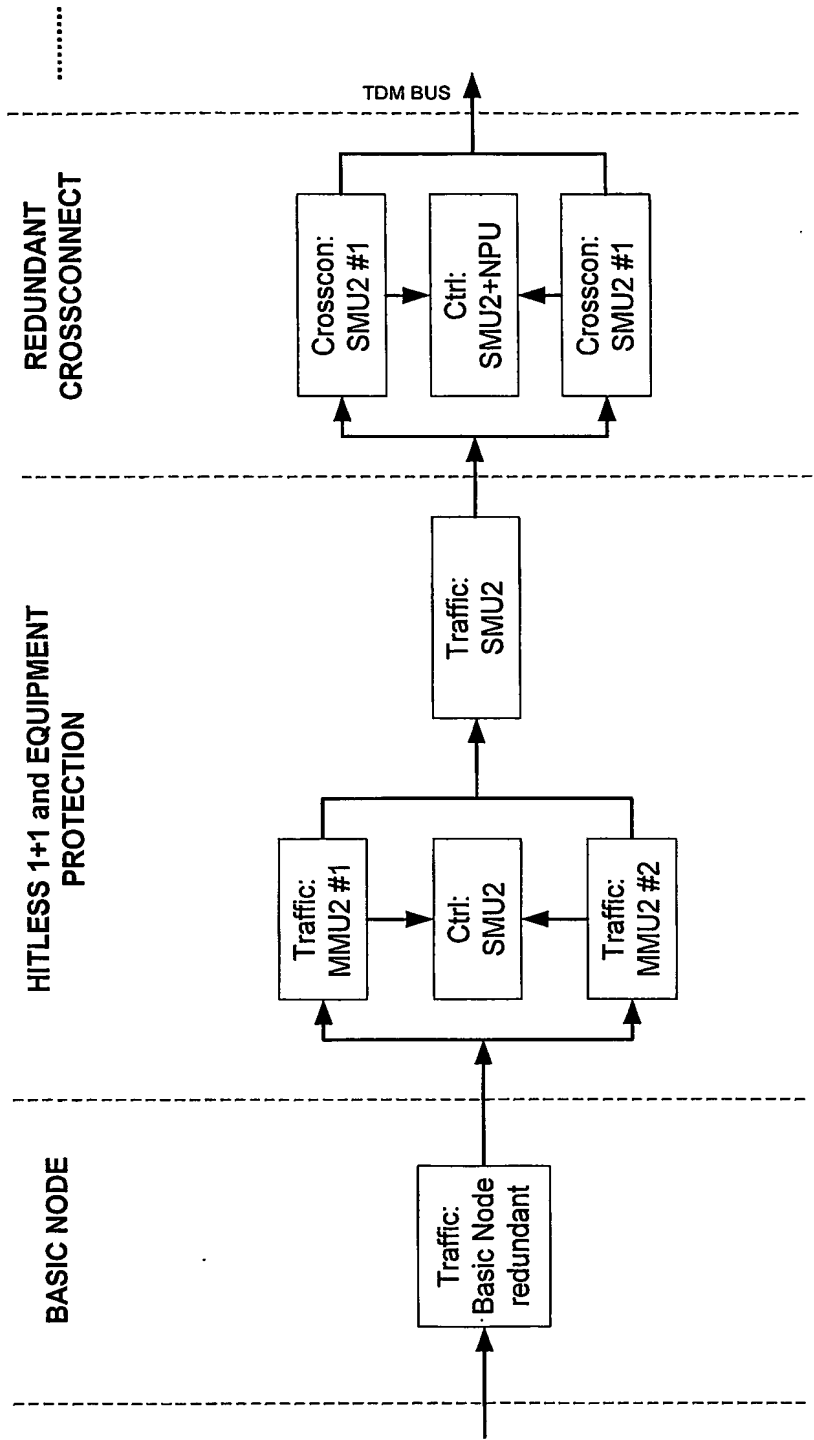 BASIC NODE
Traffic:
Basic Node
redundant
HITLESS 1+1 and EQUIPMENT
PROTECTION
Traffic:
MMU2 #1
Ctrl:
SMU2
Traffic:
MMU2 #2
Traffic:
SMU2
REDUNDANT
CROSSCONNECT
Crosscon:
SMU2 #1
Ctrl:
SMU2+NPU
Crosscon:
SMU2 #1
TDM BUS
..........